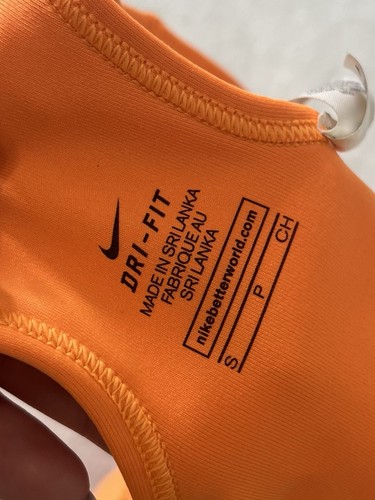 DRI-FIT
MADE IN SRI LANKA
FABRIQUE AU
SRI LANKA
nikebetterworld.com
S P CH